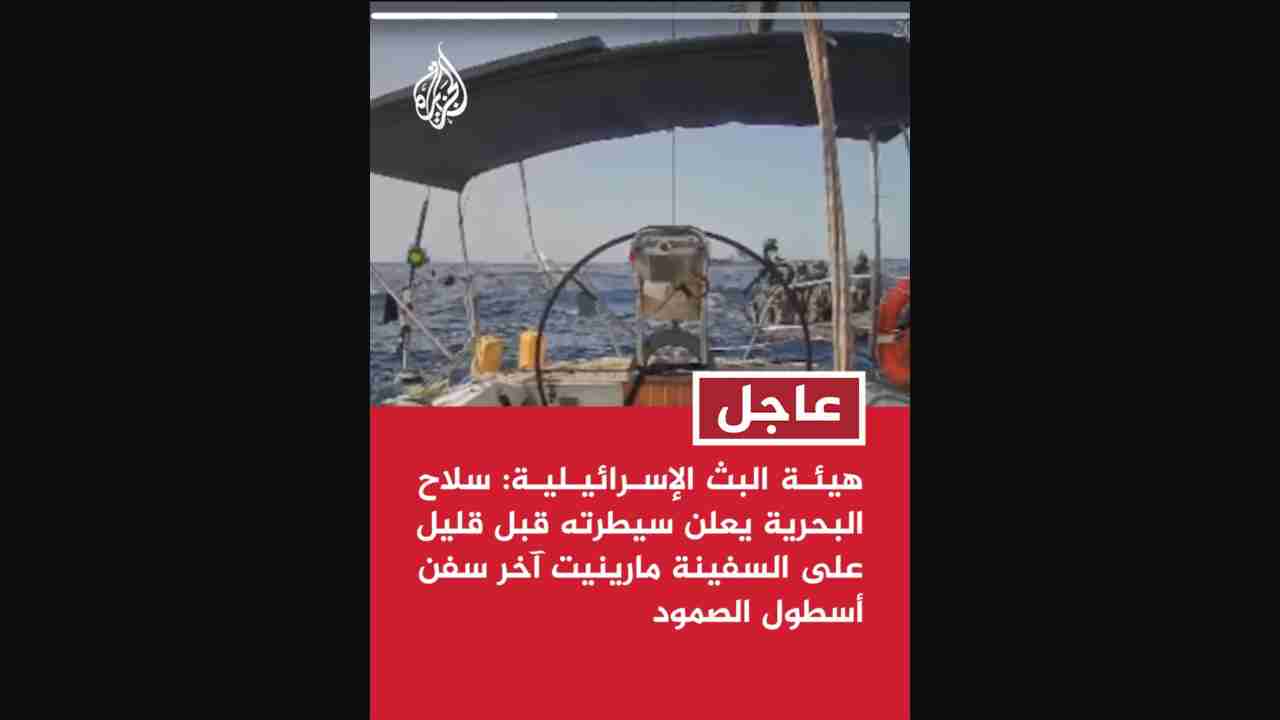 الجزيرة
عاجل
هيئة البث الإسرائيلية: سلاح
البحرية يعلن سيطرته قبل قليل
على السفينة مارينيت آخر سفن
أسطول الصمود